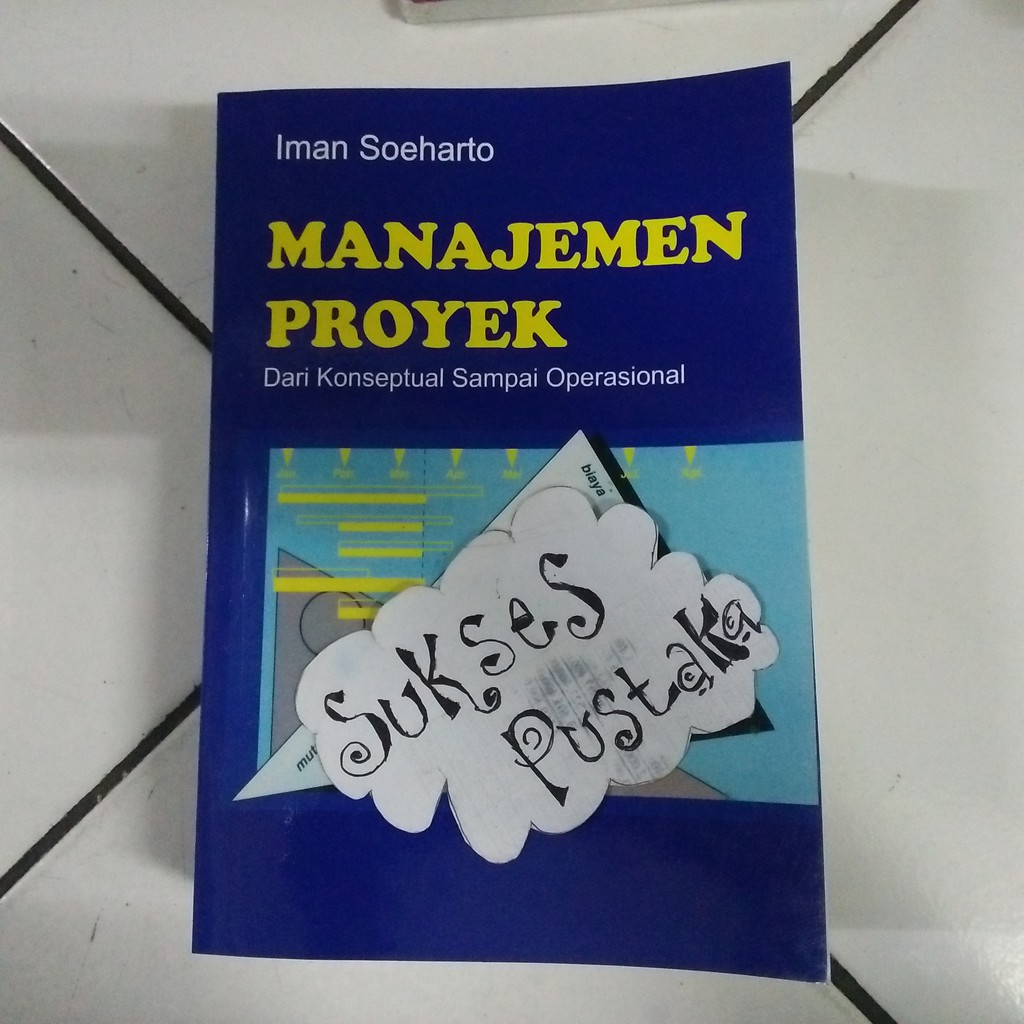 Iman Soeharto
MANAJEMEN
PROYEK
Dari Konseptual Sampai Operasional
biaya
Sukses
Pustaka